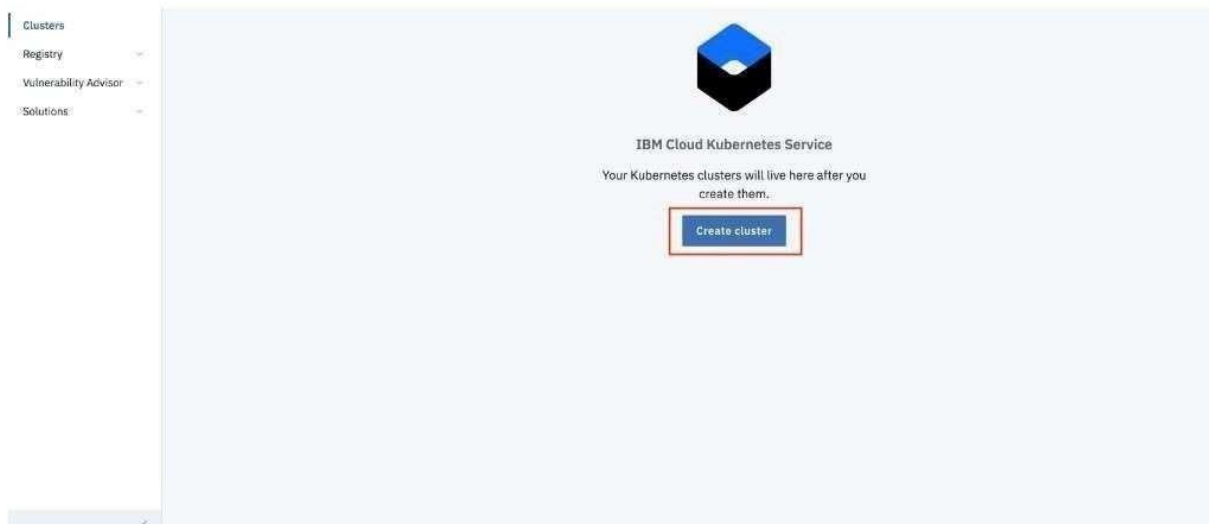 Clusters
Registry
Vulnerability Advisor
Solutions
IBM Cloud Kubernetes Service
Your Kubernetes clusters will live here after you
create them.
Create cluster